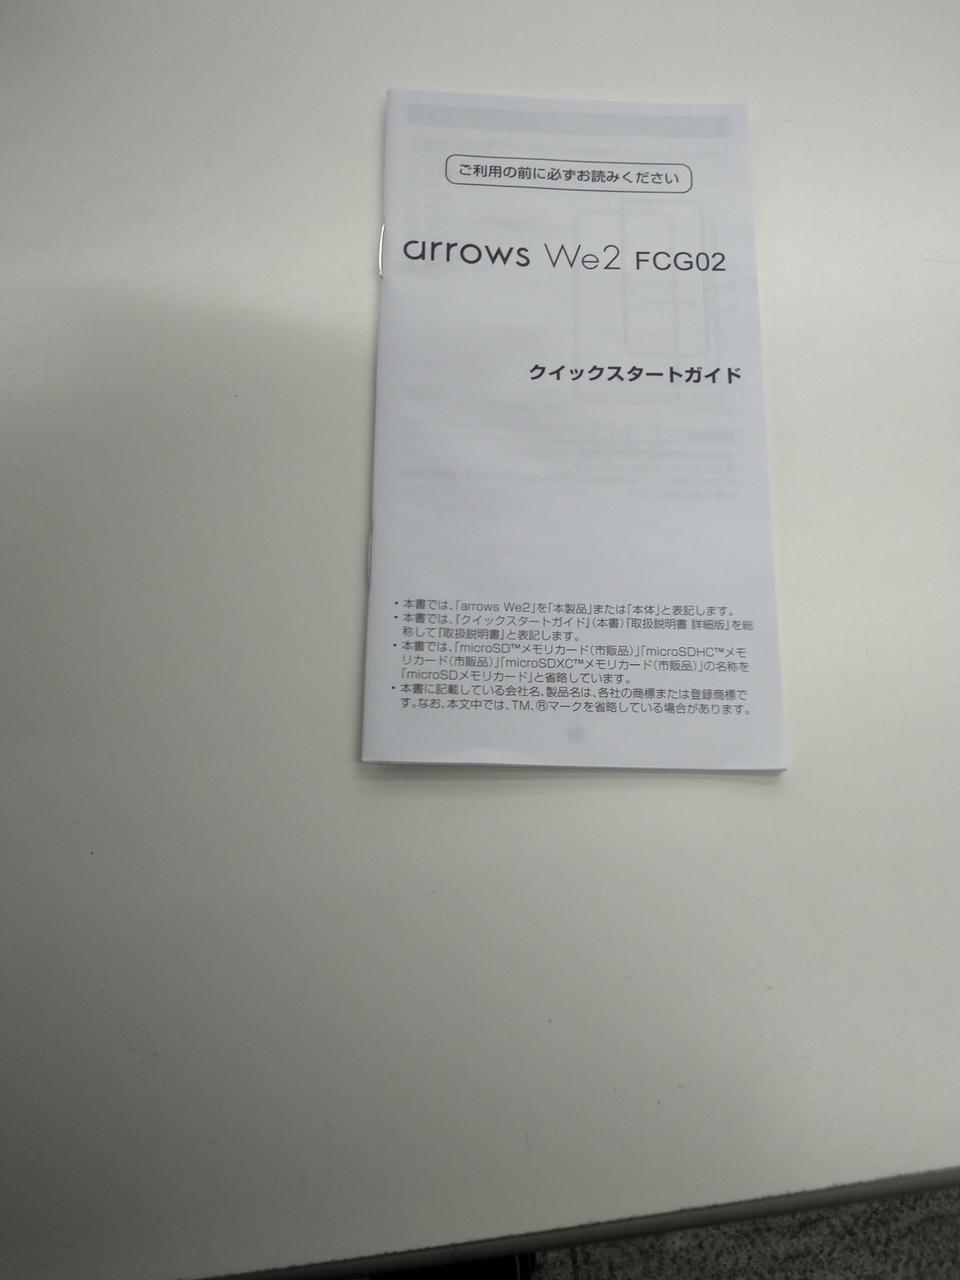 ご利用の前に必ずお読みください
arrows We2 FCG02
クイックスタートガイド
・本書では、「arrows We2」を「本製品」または「本体」と表記します。
・本書では、『クイックスタートガイド』(本書)『取扱説明書 詳細版』を総
称して『取扱説明書』と表記します。
・本書では、「microSD™メモリカード(市販品)」「microSDHC™メモ
リカード(市販品)」「microSDXC™メモリカード(市販品)」の名称を
「microSDメモリカード」と省略しています。
・本書に記載している会社名、製品名は、各社の商標または登録商標で
す。なお、本文中では、TM、®マークを省略している場合があります。